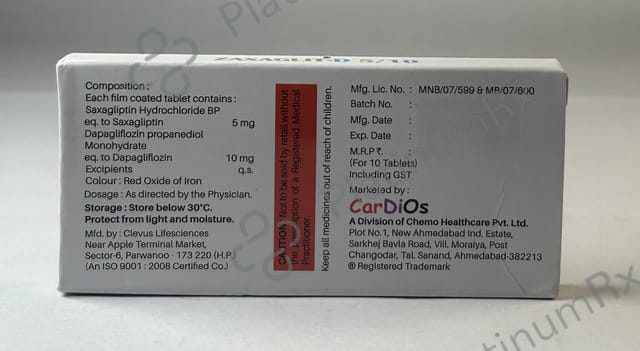 ZAXAGLIT-D 5/10
Composition :
Each film coated tablet contains :
Saxagliptin Hydrochloride BP
eq. to Saxagliptin 5 mg
Dapagliflozin propanediol
Monohydrate
eq. to Dapagliflozin 10 mg
Excipients q.s.
Colour : Red Oxide of iron
Dosage : As directed by the Physician.
Storage : Store below 30°C.
Protect from light and moisture.
Mfd. by : Clevus Lifesciences
Near Apple Terminal Market,
Sector-6, Parwanoo - 173 220 (H.P.)
(An ISO 9001 : 2008 Certified Co.)
CAUTION: Not to be sold by retail without
the prescription of a Registered Medical
Practitioner.
Keep all medicines out of reach of children.
Mfg. Lic. No. : MNB/07/599 & MB/07/600
Batch No. :
Mfg. Date :
Exp. Date :
M.R.P ₹. :
(For 10 Tablets)
Including GST
Marketed by :
CarDiOs
A Division of Chemo Healthcare Pvt. Ltd.
Plot No.1, New Ahmedabad Ind. Estate,
Sarkhej Bavla Road, Vill. Moraiya, Post
Changodar, Tal. Sanand, Ahmedabad-382213
® Registered Trademark
PlatinumRx